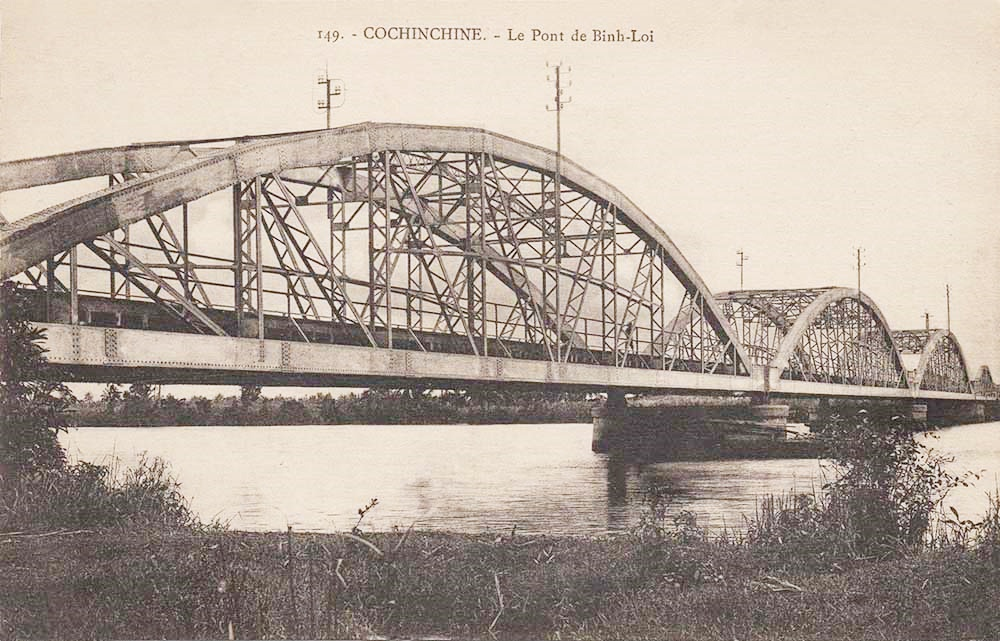 149. - COCHINCHINE. - Le Pont de Binh-Loi